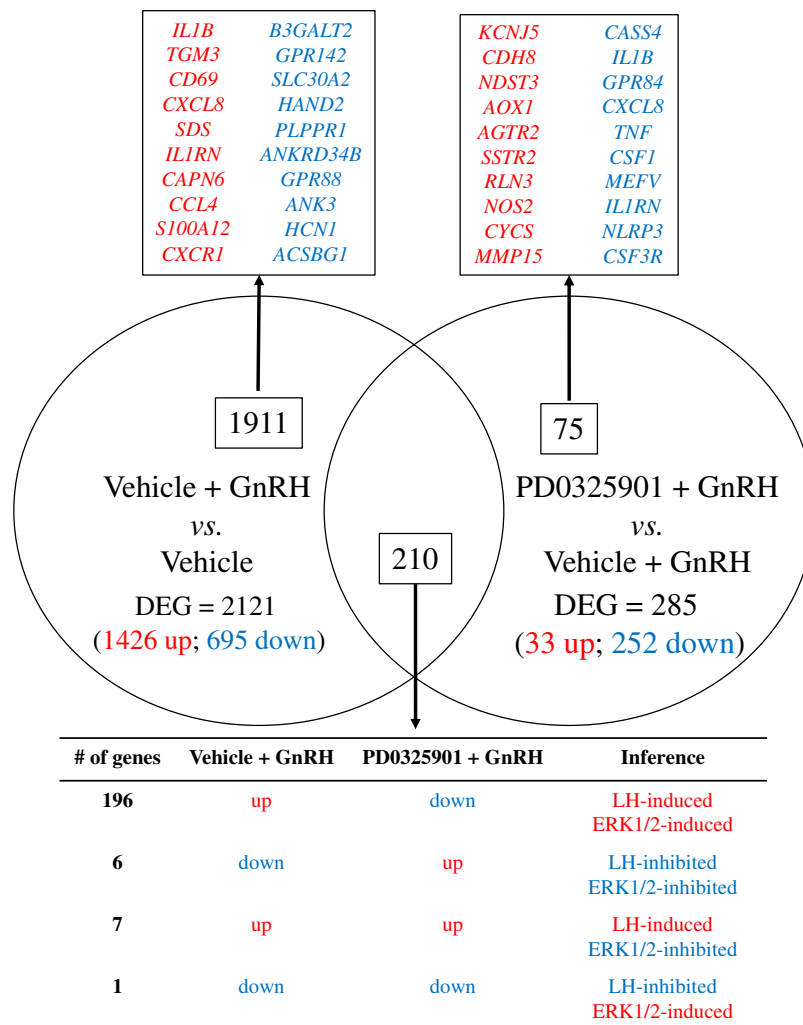 IL1B B3GALT2
TGM3 GPR142
CD69 SLC30A2
CXCL8 HAND2
SDS PLPPR1
IL1RN ANKRD34B
CAPN6 GPR88
CCL4 ANK3
S100A12 HCN1
CXCR1 ACSBG1
KCNJ5 CASS4
CDH8 IL1B
NDST3 GPR84
AOX1 CXCL8
AGTR2 TNF
SSTR2 CSF1
RLN3 MEFV
NOS2 IL1RN
CYCS NLRP3
MMP15 CSF3R
1911
Vehicle + GnRH
vs.
Vehicle
DEG = 2121
(1426 up; 695 down)
210
75
PD0325901 + GnRH
vs.
Vehicle + GnRH
DEG = 285
(33 up; 252 down)
# of genes Vehicle + GnRH PD0325901 + GnRH Inference
196 up down LH-induced
ERK1/2-induced
6 down up LH-inhibited
ERK1/2-inhibited
7 up up LH-induced
ERK1/2-inhibited
1 down down LH-inhibited
ERK1/2-induced